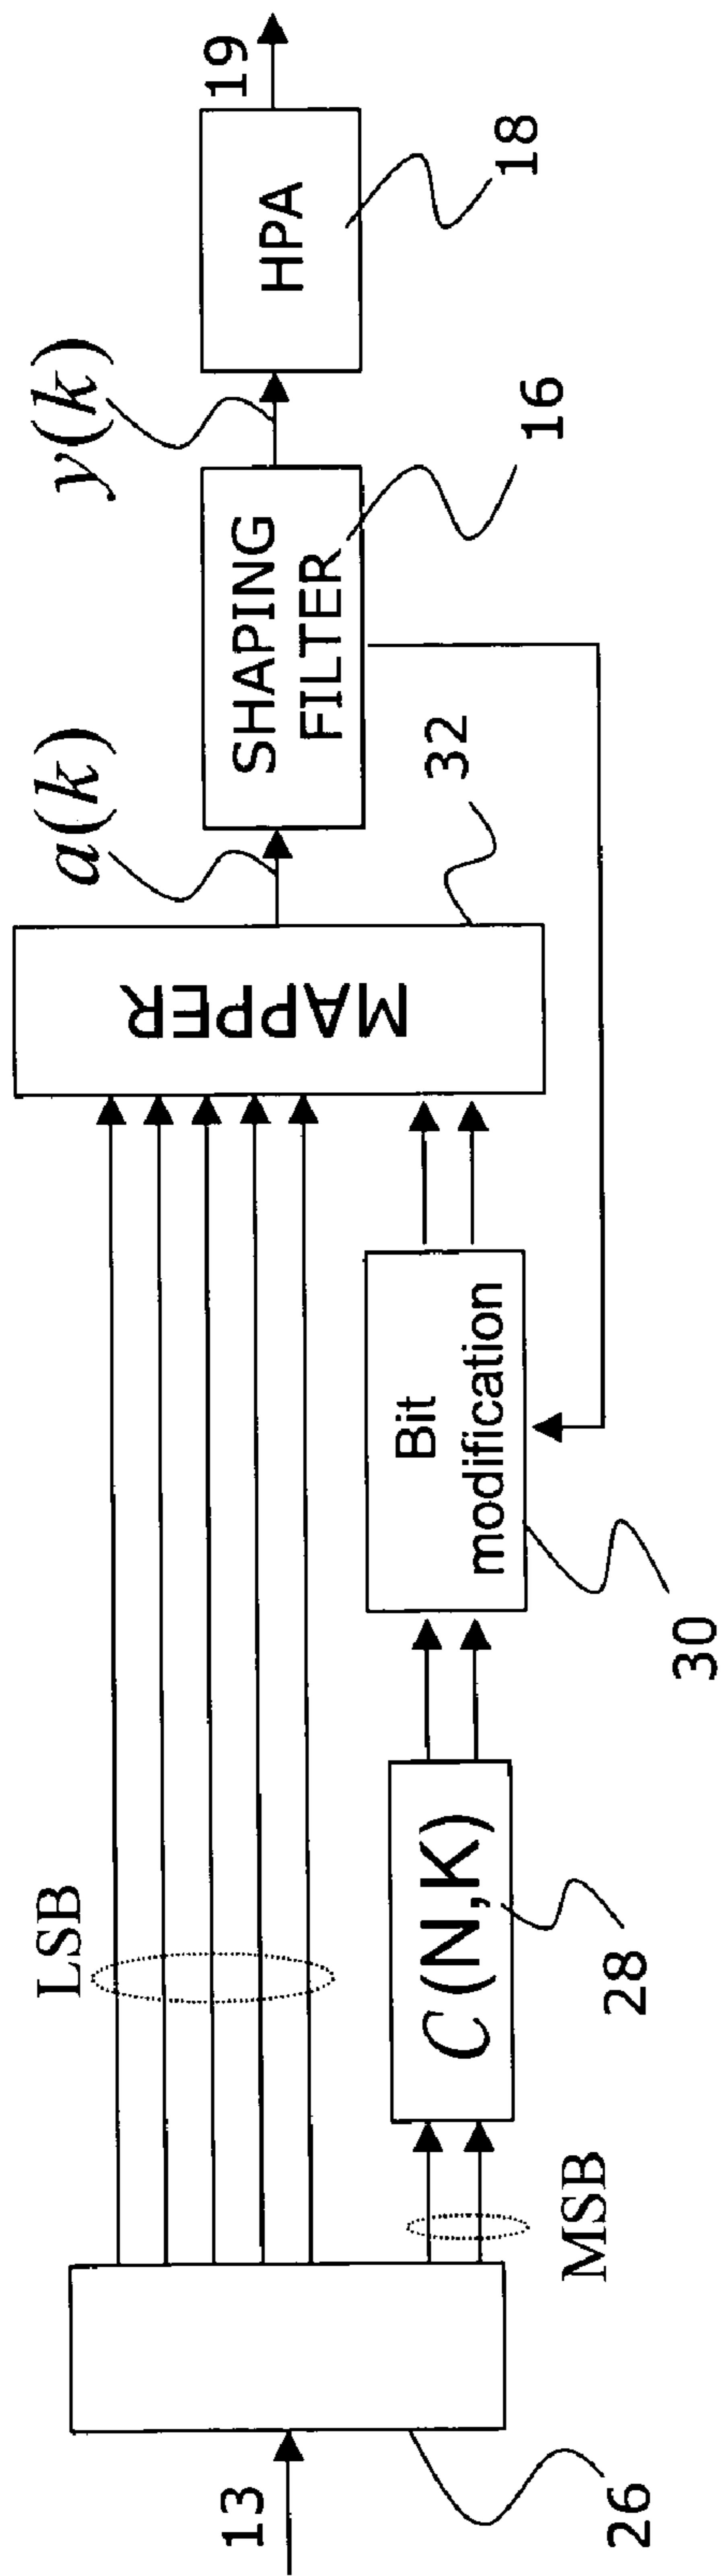 13
26
LSB
MSB
C (N,K)
28
Bit
modification
30
MAPPER
32
a(k)
SHAPING
FILTER
16
y(k)
HPA
18
19